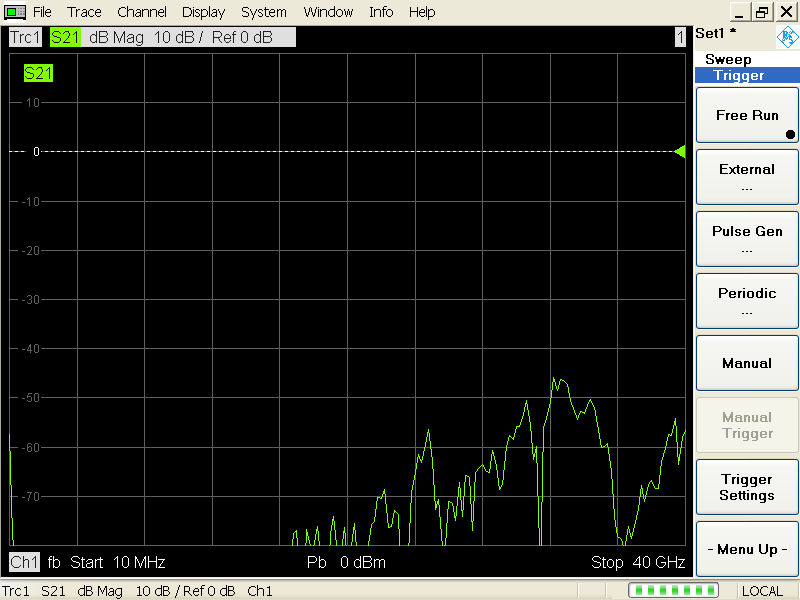 File Trace Channel Display System Window Info Help
Trc1 S21 dB Mag 10 dB / Ref 0 dB 1
Set1 *
R&S
S21
Sweep
Trigger
10
0
-10
-20
-30
-40
-50
-60
-70
Free Run
External
...
Pulse Gen
...
Periodic
...
Manual
Manual
Trigger
Trigger
Settings
- Menu Up -
Ch1 fb Start 10 MHz Pb 0 dBm Stop 40 GHz
Trc1 S21 dB Mag 10 dB / Ref 0 dB Ch1 LOCAL